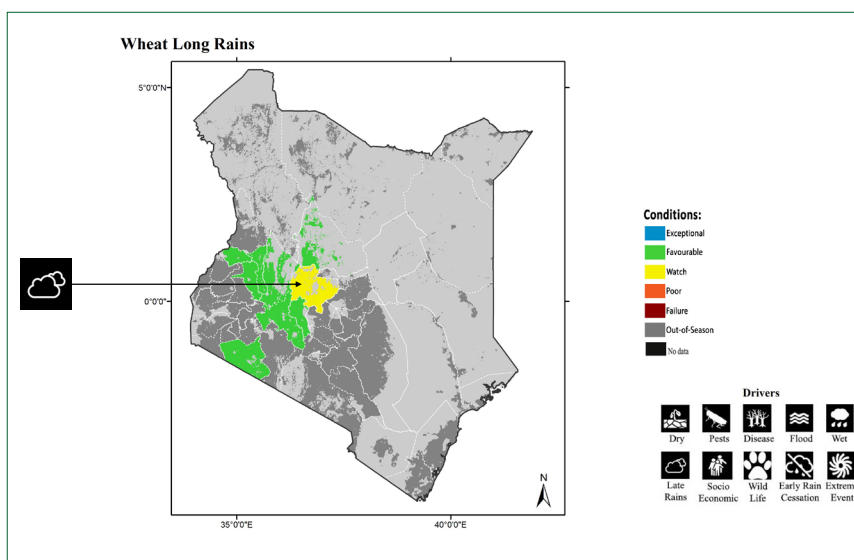 Wheat Long Rains
5°0'0"N
0°0'0"
35°0'0"E
40°0'0"E
N
Conditions:
Exceptional
Favourable
Watch
Poor
Failure
Out-of-Season
No data
Drivers
Dry
Pests
Disease
Flood
Wet
Late
Rains
Socio
Economic
Wild
Life
Early Rain
Cessation
Extrem
Event